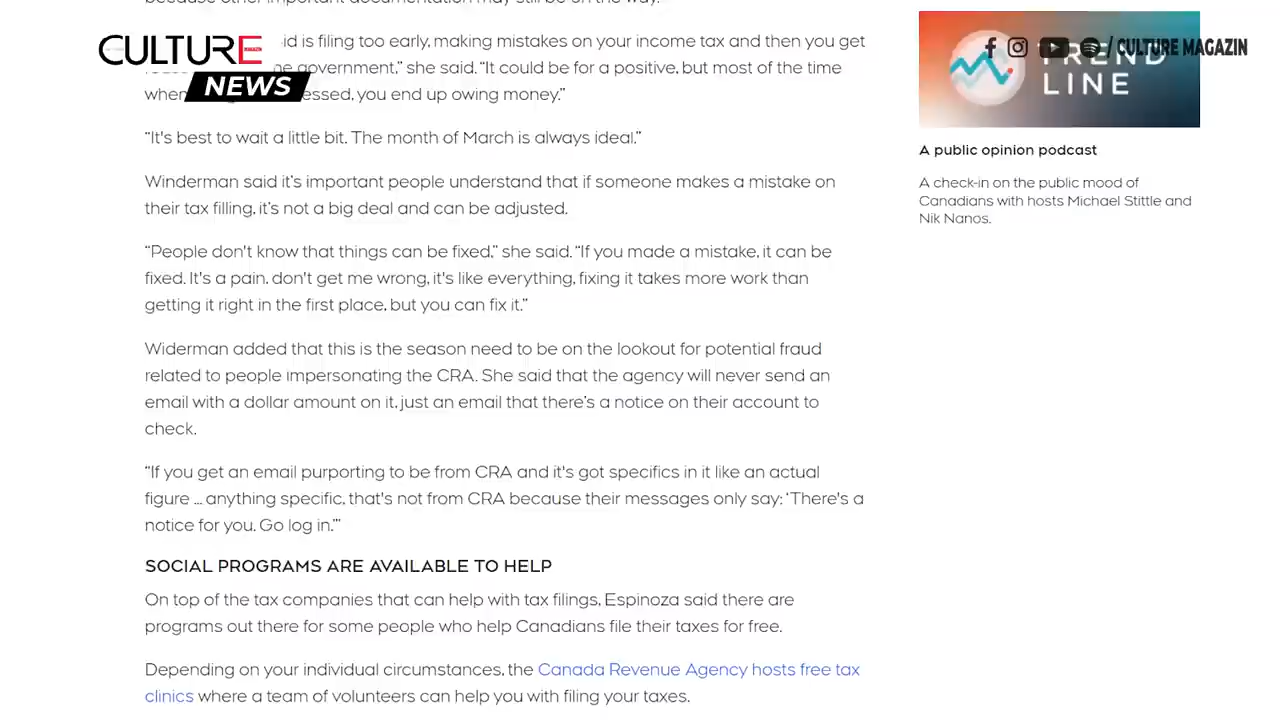 CULTURE
NEWS
/ CULTURE MAGAZIN
id is filing too early, making mistakes on your income tax and then you get
government,” she said. “It could be for a positive, but most of the time
when essed, you end up owing money.”
“It's best to wait a little bit. The month of March is always ideal.”
Winderman said it’s important people understand that if someone makes a mistake on
their tax filling, it’s not a big deal and can be adjusted.
“People don't know that things can be fixed,” she said. “If you made a mistake, it can be
fixed. It's a pain, don't get me wrong, it's like everything, fixing it takes more work than
getting it right in the first place, but you can fix it.”
Widerman added that this is the season need to be on the lookout for potential fraud
related to people impersonating the CRA. She said that the agency will never send an
email with a dollar amount on it, just an email that there’s a notice on their account to
check.
“If you get an email purporting to be from CRA and it's got specifics in it like an actual
figure ... anything specific, that's not from CRA because their messages only say: ‘There's a
notice for you. Go log in.’”
SOCIAL PROGRAMS ARE AVAILABLE TO HELP
On top of the tax companies that can help with tax filings, Espinoza said there are
programs out there for some people who help Canadians file their taxes for free.
Depending on your individual circumstances, the Canada Revenue Agency hosts free tax
clinics where a team of volunteers can help you with filing your taxes.
TREND
LINE
A public opinion podcast
A check-in on the public mood of
Canadians with hosts Michael Stittle and
Nik Nanos.